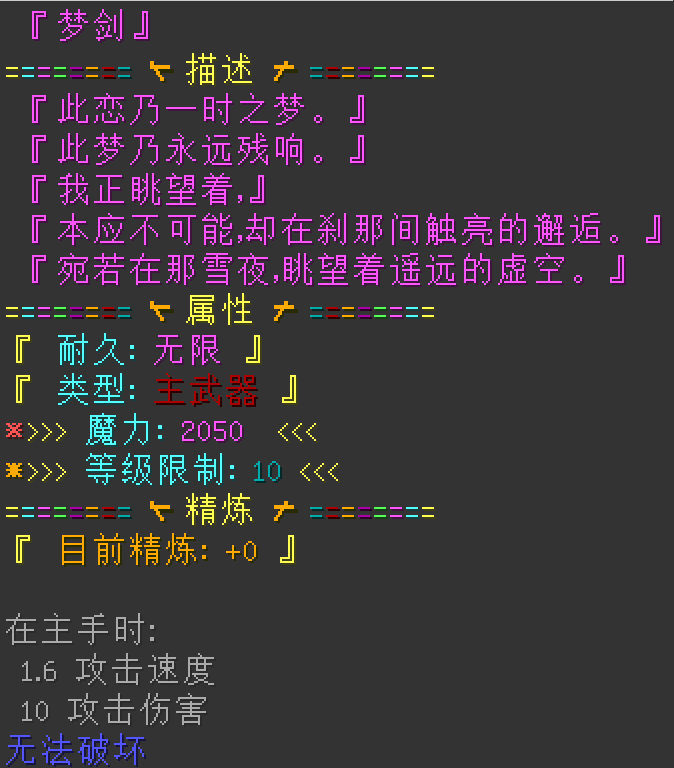 『梦剑』
======== 描述 ========
『此恋乃一时之梦。』
『此梦乃永远残响。』
『我正眺望着,』
『本应不可能,却在刹那间触亮的邂逅。』
『宛若在那雪夜,眺望着遥远的虚空。』
======== 属性 ========
『 耐久: 无限 』
『 类型: 主武器 』
※>>> 魔力: 2050 <<<
※>>> 等级限制: 10 <<<
======== 精炼 ========
『 目前精炼: +0 』
在主手时:
1.6 攻击速度
10 攻击伤害
无法破坏